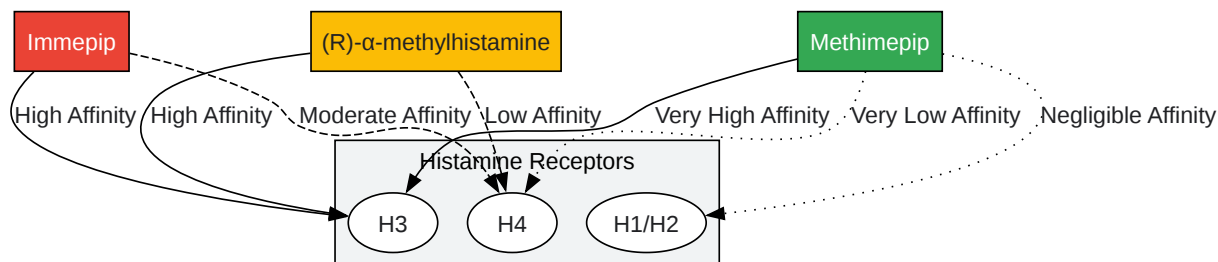 Immepip
(R)-α-methylhistamine
Methimepip
High Affinity
High Affinity
Moderate Affinity
Low Affinity
Very High Affinity
Very Low Affinity
Negligible Affinity
Histamine Receptors
H3
H4
H1/H2